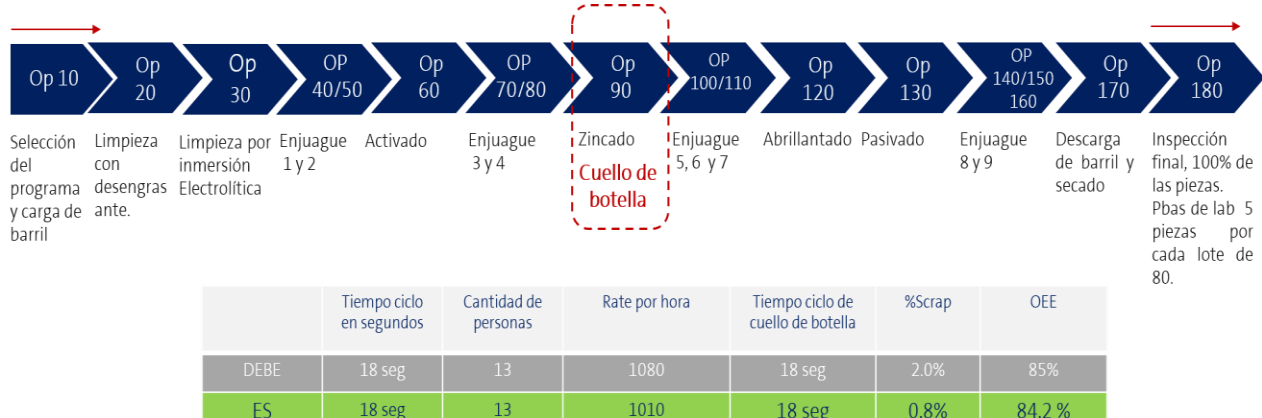 Op 10
Op
20
Op
30
OP
40/50
Op
60
OP
70/80
Op
90
OP
100/110
Op
120
Op
130
OP
140/150
160
Op
170
Op
180
Selección
del
programa
y carga de
barril
Limpieza
con
desengras
ante.
Limpieza por
inmersión
Electrolítica
Enjuague
1 y 2
Activado
Enjuague
3 y 4
Zincado
Cuello de
botella
Enjuague
5, 6 y 7
Abrillantado
Pasivado
Enjuague
8 y 9
Descarga
de barril y
secado
Inspección
final, 100% de
las piezas.
Pbas de lab 5
piezas por
cada lote de
80.
Tiempo ciclo
en segundos
Cantidad de
personas
Rate por hora
Tiempo ciclo de
cuello de botella
%Scrap
OEE
DEBE 18 seg 13 1080 18 seg 2.0% 85%
ES 18 seg 13 1010 18 seg 0.8% 84.2 %